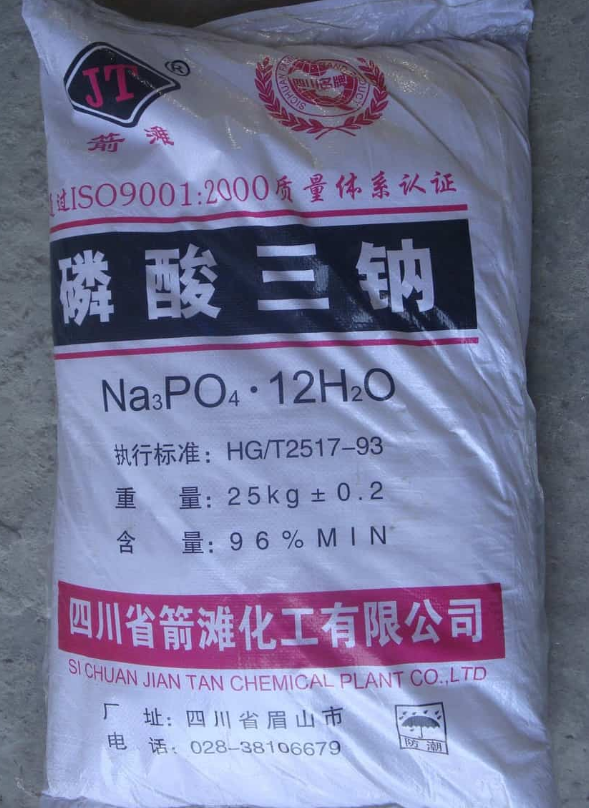 JT ®
箭滩
四川名牌
过ISO9001:2000质量体系认证
磷酸三钠
Na₃PO₄·12H₂O
执行标准：HG/T2517-93
重 量：25kg±0.2
含 量：96%MIN
四川省箭滩化工有限公司
SI CHUAN JIAN TAN CHEMICAL PLANT CO.,LTD
厂 址：四川省眉山市
电 话：028-38106679
防潮